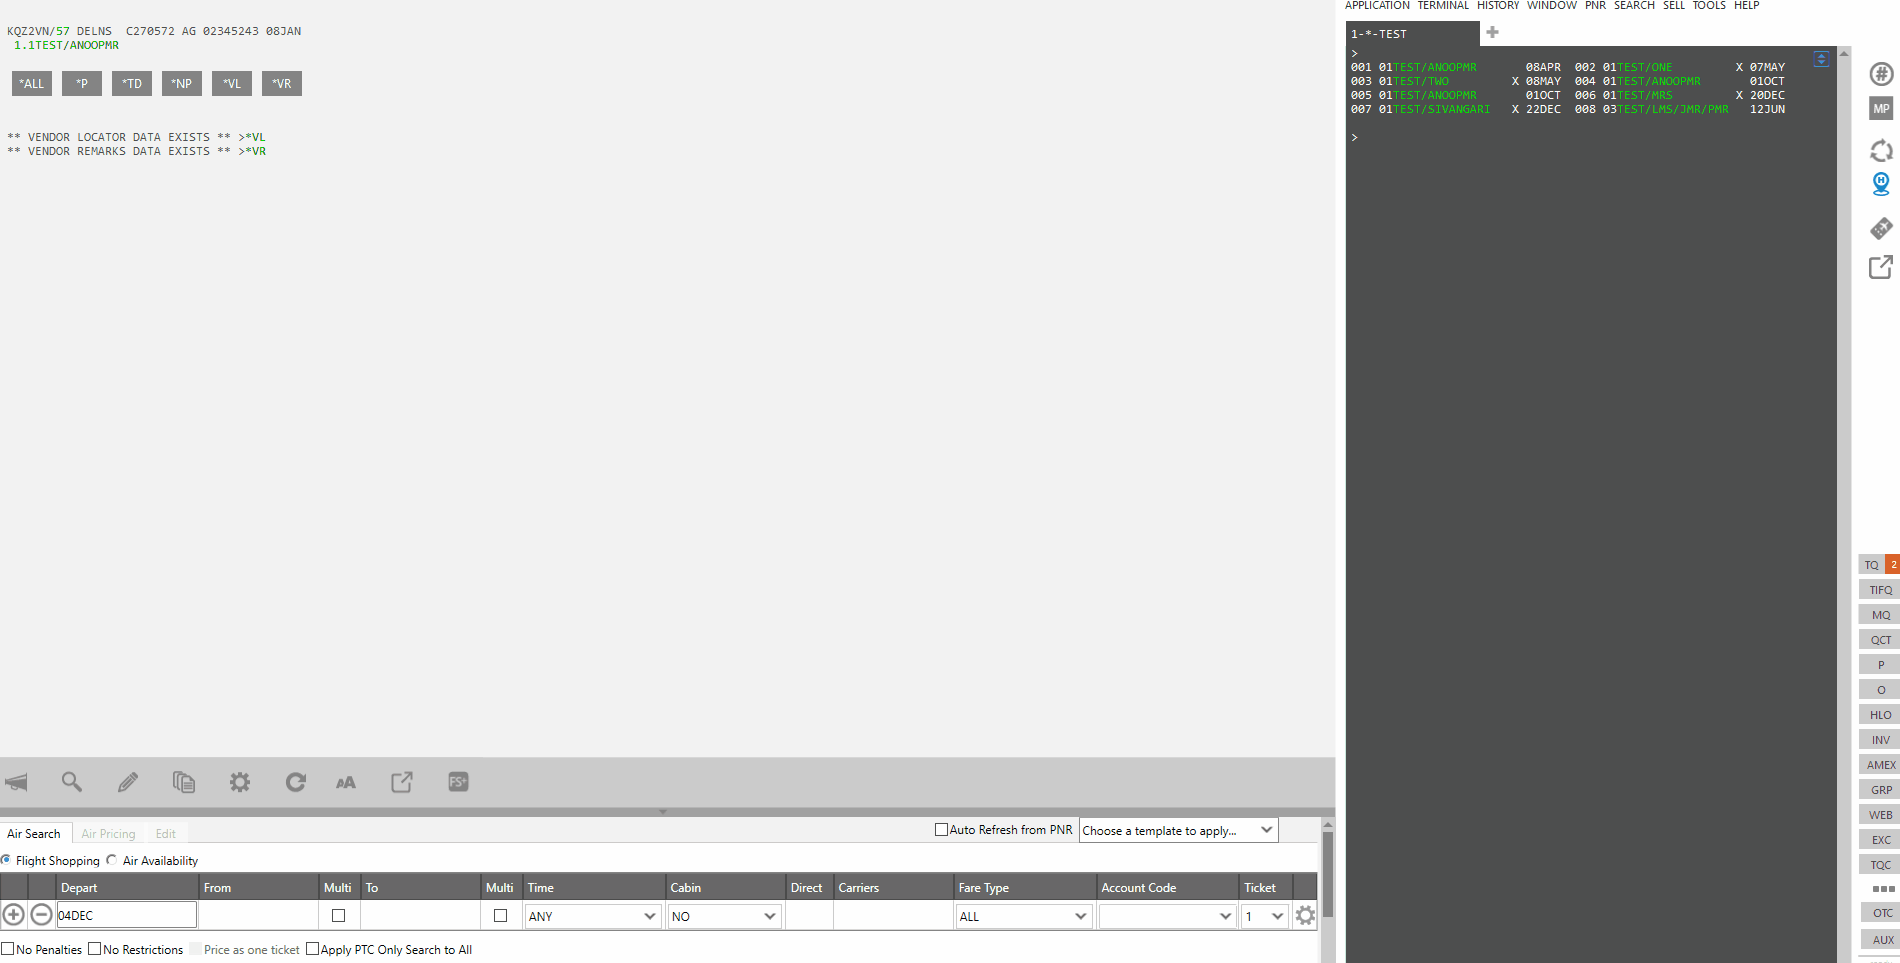 KQZ2VN/57 DELNS  C270572 AG 02345243 08JAN
1.1TEST/ANOOPMR
*ALL *P *TD *NP *VL *VR
** VENDOR LOCATOR DATA EXISTS ** >*VL
** VENDOR REMARKS DATA EXISTS ** >*VR
FS+
Air Search Air Pricing Edit
Auto Refresh from PNR Choose a template to apply...
Flight Shopping Air Availability
Depart From Multi To Multi Time Cabin Direct Carriers Fare Type Account Code Ticket
04DEC ANY NO ALL 1
No Penalties No Restrictions Price as one ticket Apply PTC Only Search to All
APPLICATION TERMINAL HISTORY WINDOW PNR SEARCH SELL TOOLS HELP
1-*-TEST
>
001 01TEST/ANOOPMR 08APR 002 01TEST/ONE X 07MAY
003 01TEST/TWO X 08MAY 004 01TEST/ANOOPMR 01OCT
005 01TEST/ANOOPMR 01OCT 006 01TEST/MRS X 20DEC
007 01TEST/SIVANGARI X 22DEC 008 03TEST/LMS/JMR/PMR 12JUN
>
#
MP
H
TQ 2
TIFQ
MQ
QCT
P
O
HLO
INV
AMEX
GRP
WEB
EXC
TQC
OTC
AUX